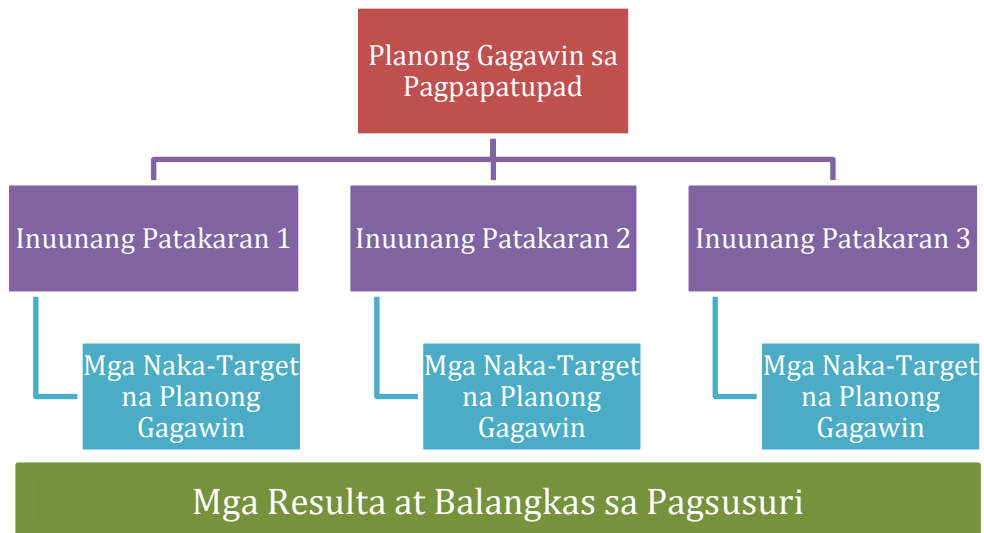 Planong Gagawin sa
Pagpapatupad
Inuunang Patakaran 1
Inuunang Patakaran 2
Inuunang Patakaran 3
Mga Naka-Target
na Planong
Gagawin
Mga Naka-Target
na Planong
Gagawin
Mga Naka-Target
na Planong
Gagawin
Mga Resulta at Balangkas sa Pagsusuri